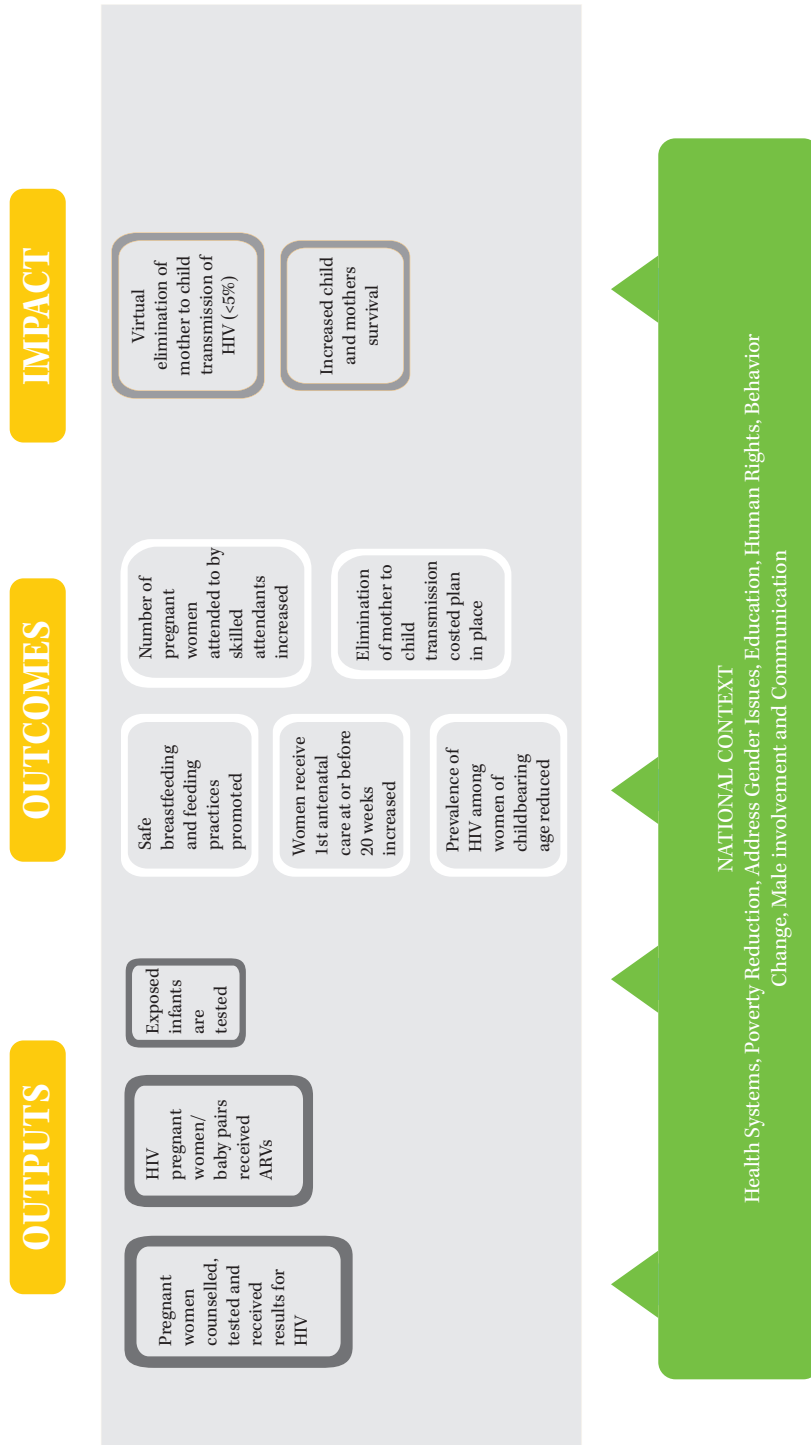 OUTPUTS
OUTCOMES
IMPACT
Pregnant
women
counselled,
tested and
received
results for
HIV
HIV
pregnant
women/
baby pairs
received
ARVs
Exposed
infants
are
tested
Safe
breastfeeding
and feeding
practices
promoted
Women receive
1st antenatal
care at or before
20 weeks
increased
Prevalence of
HIV among
women of
childbearing
age reduced
Number of
pregnant
women
attended to by
skilled
attendants
increased
Elimination
of mother to
child
transmission
costed plan
in place
Virtual
elimination of
mother to child
transmission of
HIV (<5%)
Increased child
and mothers
survival
NATIONAL CONTEXT
Health Systems, Poverty Reduction, Address Gender Issues, Education, Human Rights, Behavior
Change, Male involvement and Communication